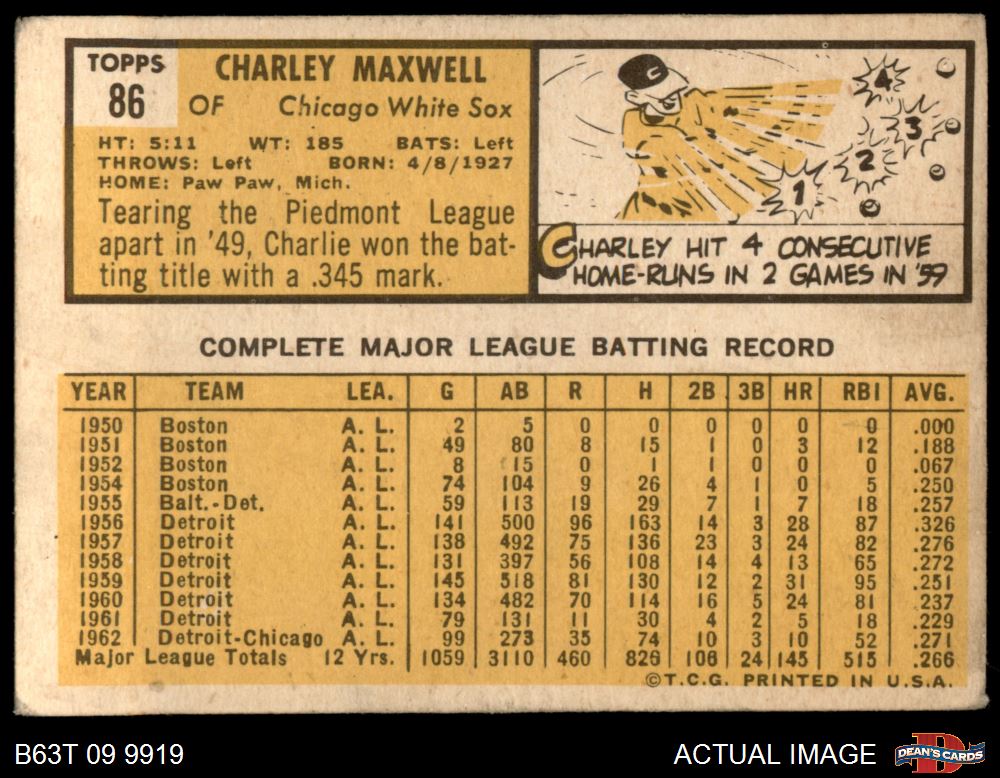 TOPPS
86
CHARLEY MAXWELL
OF Chicago White Sox
HT: 5:11 WT: 185 BATS: Left
THROWS: Left BORN: 4/8/1927
HOME: Paw Paw, Mich.
Tearing the Piedmont League
apart in '49, Charlie won the bat-
ting title with a .345 mark.
C
1
2
3
4
CHARLEY HIT 4 CONSECUTIVE
HOME-RUNS IN 2 GAMES IN '59
COMPLETE MAJOR LEAGUE BATTING RECORD
YEAR TEAM LEA. G AB R H 2B 3B HR RBI AVG.
1950 Boston A. L. 2 5 0 0 0 0 0 0 .000
1951 Boston A. L. 49 80 8 15 1 0 3 12 .188
1952 Boston A. L. 8 15 0 1 1 0 0 0 .067
1954 Boston A. L. 74 104 9 26 4 1 0 5 .250
1955 Balt.-Det. A. L. 59 113 19 29 7 1 7 18 .257
1956 Detroit A. L. 141 500 96 163 14 3 28 87 .326
1957 Detroit A. L. 138 492 75 136 23 3 24 82 .276
1958 Detroit A. L. 131 397 56 108 14 4 13 65 .272
1959 Detroit A. L. 145 518 81 130 12 2 31 95 .251
1960 Detroit A. L. 134 482 70 114 16 5 24 81 .237
1961 Detroit A. L. 79 131 11 30 4 2 5 18 .229
1962 Detroit-Chicago A. L. 99 273 35 74 10 3 10 52 .271
Major League Totals 12 Yrs. 1059 3110 460 826 106 24 145 515 .266
©T.C.G. PRINTED IN U.S.A.
B63T 09 9919
ACTUAL IMAGE
D
DEAN'S CARDS